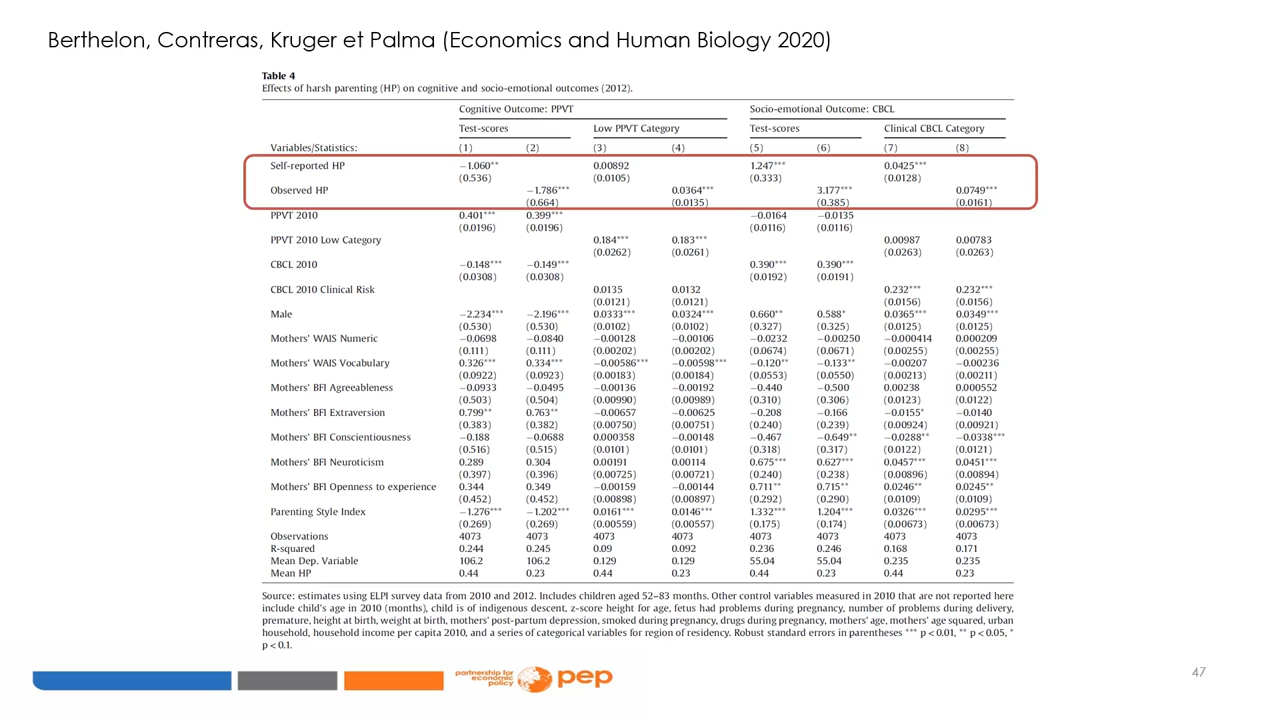 Berthelon, Contreras, Kruger et Palma (Economics and Human Biology 2020)
Table 4
Effects of harsh parenting (HP) on cognitive and socio-emotional outcomes (2012).
Cognitive Outcome: PPVT Socio-emotional Outcome: CBCL
Test-scores Low PPVT Category Test-scores Clinical CBCL Category
Variables/Statistics: (1) (2) (3) (4) (5) (6) (7) (8)
Self-reported HP −1.060** 0.00892 1.247*** 0.0425***
(0.536) (0.0105) (0.333) (0.0128)
Observed HP −1.786*** 0.0364*** 3.177*** 0.0749***
(0.664) (0.0135) (0.385) (0.0161)
PPVT 2010 0.401*** 0.399*** −0.0164 −0.0135
(0.0196) (0.0196) (0.0116) (0.0116)
PPVT 2010 Low Category 0.184*** 0.183*** 0.00987 0.00783
(0.0262) (0.0261) (0.0263) (0.0263)
CBCL 2010 −0.148*** −0.149*** 0.390*** 0.390***
(0.0308) (0.0308) (0.0192) (0.0191)
CBCL 2010 Clinical Risk 0.0135 0.0132 0.232*** 0.232***
(0.0121) (0.0121) (0.0156) (0.0156)
Male −2.234*** −2.196*** 0.0333*** 0.0324*** 0.660** 0.588* 0.0365*** 0.0349***
(0.530) (0.530) (0.0102) (0.0102) (0.327) (0.325) (0.0125) (0.0125)
Mothers' WAIS Numeric −0.0698 −0.0840 −0.00128 −0.00106 −0.0232 −0.00250 −0.000414 0.000209
(0.111) (0.111) (0.00202) (0.00202) (0.0674) (0.0671) (0.00255) (0.00255)
Mothers' WAIS Vocabulary 0.326*** 0.334*** −0.00586*** −0.00598*** −0.120** −0.133** −0.00207 −0.00236
(0.0922) (0.0923) (0.00183) (0.00184) (0.0553) (0.0550) (0.00213) (0.00211)
Mothers' BFI Agreeableness −0.0933 −0.0495 −0.00136 −0.00192 −0.440 −0.500 0.00238 0.000552
(0.503) (0.504) (0.00990) (0.00989) (0.310) (0.306) (0.0123) (0.0122)
Mothers' BFI Extraversion 0.799** 0.763** −0.00657 −0.00625 −0.208 −0.166 −0.0155* −0.0140
(0.383) (0.382) (0.00750) (0.00751) (0.240) (0.239) (0.00924) (0.00921)
Mothers' BFI Conscientiousness −0.188 −0.0688 0.000358 −0.00148 −0.467 −0.649** −0.0288** −0.0338***
(0.516) (0.515) (0.0101) (0.0101) (0.318) (0.317) (0.0122) (0.0121)
Mothers' BFI Neuroticism 0.289 0.304 0.00191 0.00114 0.675*** 0.627*** 0.0457*** 0.0451***
(0.397) (0.396) (0.00725) (0.00721) (0.240) (0.238) (0.00896) (0.00894)
Mothers' BFI Openness to experience 0.344 0.349 −0.00159 −0.00144 0.711** 0.715** 0.0246** 0.0245**
(0.452) (0.452) (0.00898) (0.00897) (0.292) (0.290) (0.0109) (0.0109)
Parenting Style Index −1.276*** −1.202*** 0.0161*** 0.0146*** 1.332*** 1.204*** 0.0326*** 0.0295***
(0.269) (0.269) (0.00559) (0.00557) (0.175) (0.174) (0.00673) (0.00673)
Observations 4073 4073 4073 4073 4073 4073 4073 4073
R-squared 0.244 0.245 0.09 0.092 0.236 0.246 0.168 0.171
Mean Dep. Variable 106.2 106.2 0.129 0.129 55.04 55.04 0.235 0.235
Mean HP 0.44 0.23 0.44 0.23 0.44 0.23 0.44 0.23
Source: estimates using ELPI survey data from 2010 and 2012. Includes children aged 52–83 months. Other control variables measured in 2010 that are not reported here
include child's age in 2010 (months), child is of indigenous descent, z-score height for age, fetus had problems during pregnancy, number of problems during delivery,
premature, height at birth, weight at birth, mothers' post-partum depression, smoked during pregnancy, drugs during pregnancy, mothers' age, mothers' age squared, urban
household, household income per capita 2010, and a series of categorical variables for region of residency. Robust standard errors in parentheses *** p < 0.01, ** p < 0.05, *
p < 0.1.
partnership for
economic
policy
pep
47